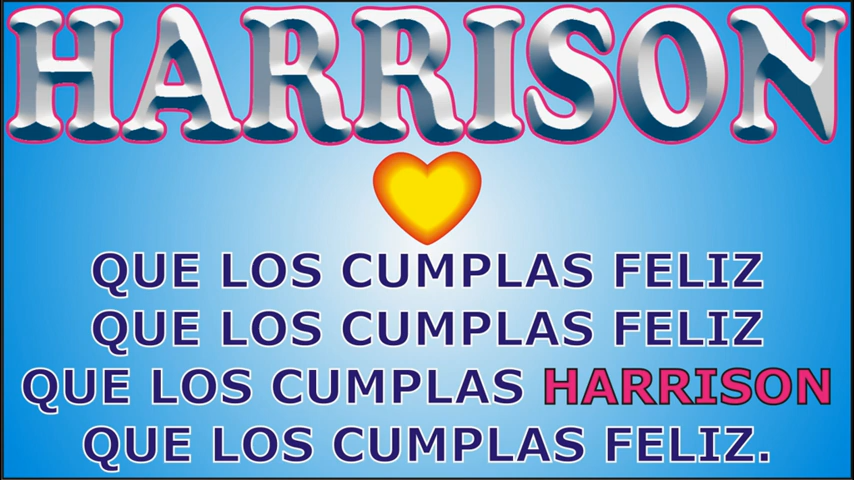 HARRISON
QUE LOS CUMPLAS FELIZ
QUE LOS CUMPLAS FELIZ
QUE LOS CUMPLAS HARRISON
QUE LOS CUMPLAS FELIZ.